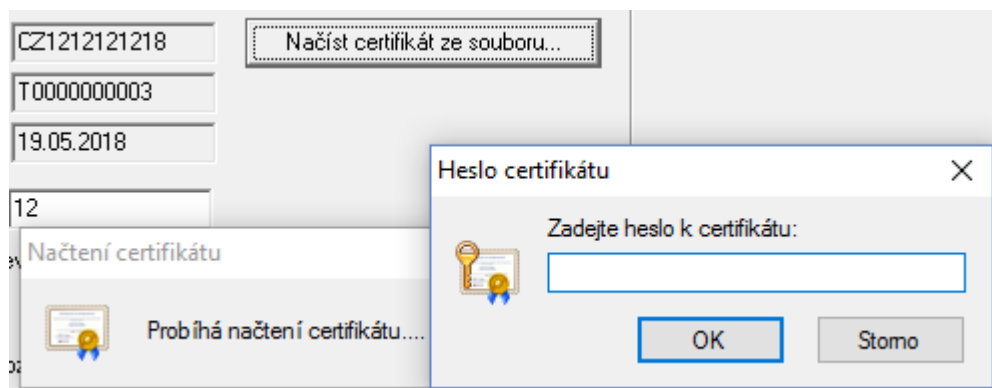 CZ1212121218
Načíst certifikát ze souboru...
T0000000003
19.05.2018
12
Načtení certifikátu
Probíhá načtení certifikátu....
Heslo certifikátu
Zadejte heslo k certifikátu:
OK
Storno